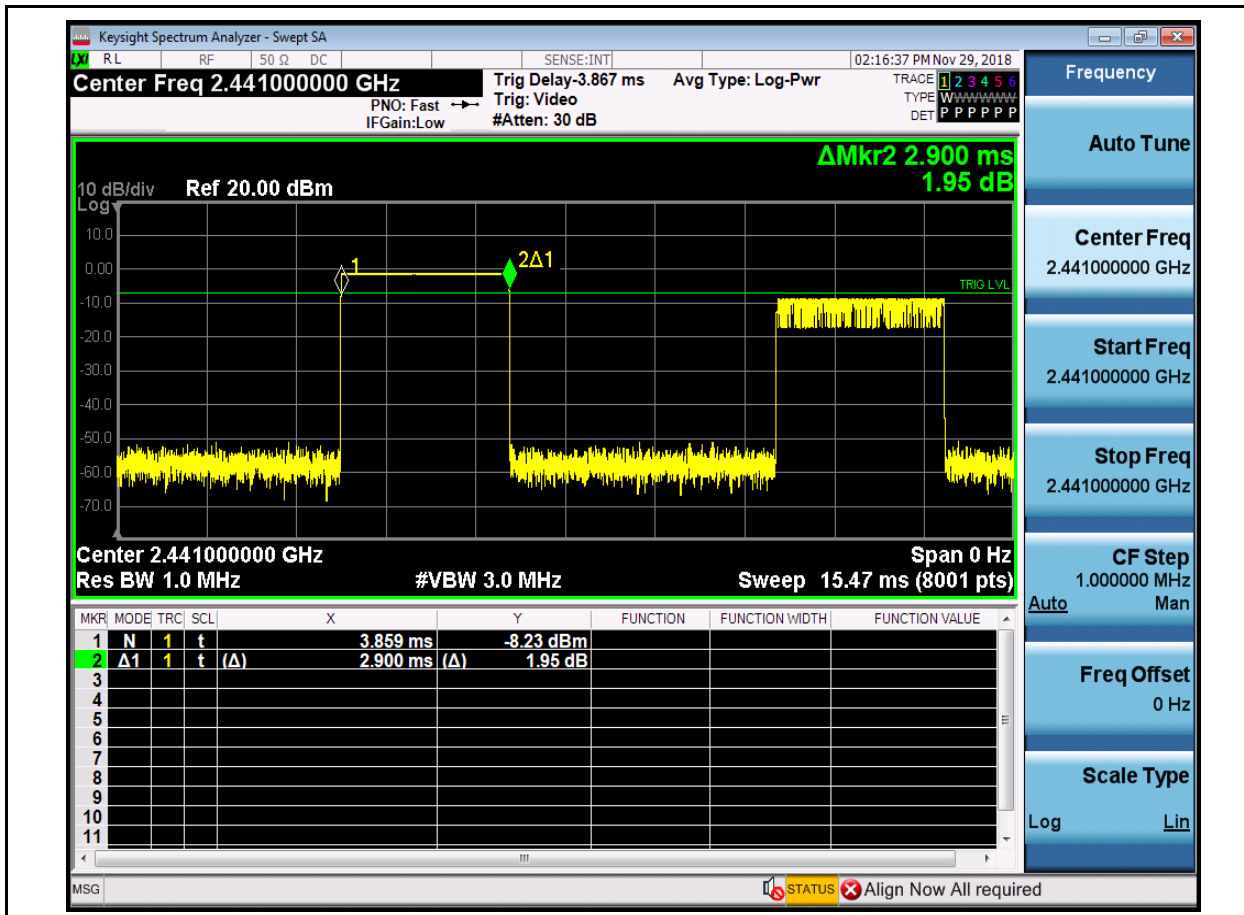 Keysight Spectrum Analyzer - Swept SA
LXI RL RF 50 Ω DC SENSE:INT 02:16:37 PM Nov 29, 2018
Center Freq 2.441000000 GHz
PNO: Fast
IFGain:Low
Trig Delay-3.867 ms
Trig: Video
#Atten: 30 dB
Avg Type: Log-Pwr
TRACE 1 2 3 4 5 6
TYPE WWWWWW
DET P P P P P P
ΔMkr2 2.900 ms
1.95 dB
10 dB/div Ref 20.00 dBm
Log
10.0
0.00
-10.0
-20.0
-30.0
-40.0
-50.0
-60.0
-70.0
1
2Δ1
TRIG LVL
Center 2.441000000 GHz Span 0 Hz
Res BW 1.0 MHz #VBW 3.0 MHz Sweep 15.47 ms (8001 pts)
MKR MODE TRC SCL X Y FUNCTION FUNCTION WIDTH FUNCTION VALUE
1 N 1 t 3.859 ms -8.23 dBm
2 Δ1 1 t (Δ) 2.900 ms (Δ) 1.95 dB
3
4
5
6
7
8
9
10
11
MSG STATUS Align Now All required
Frequency
Auto Tune
Center Freq
2.441000000 GHz
Start Freq
2.441000000 GHz
Stop Freq
2.441000000 GHz
CF Step
1.000000 MHz
Auto Man
Freq Offset
0 Hz
Scale Type
Log Lin